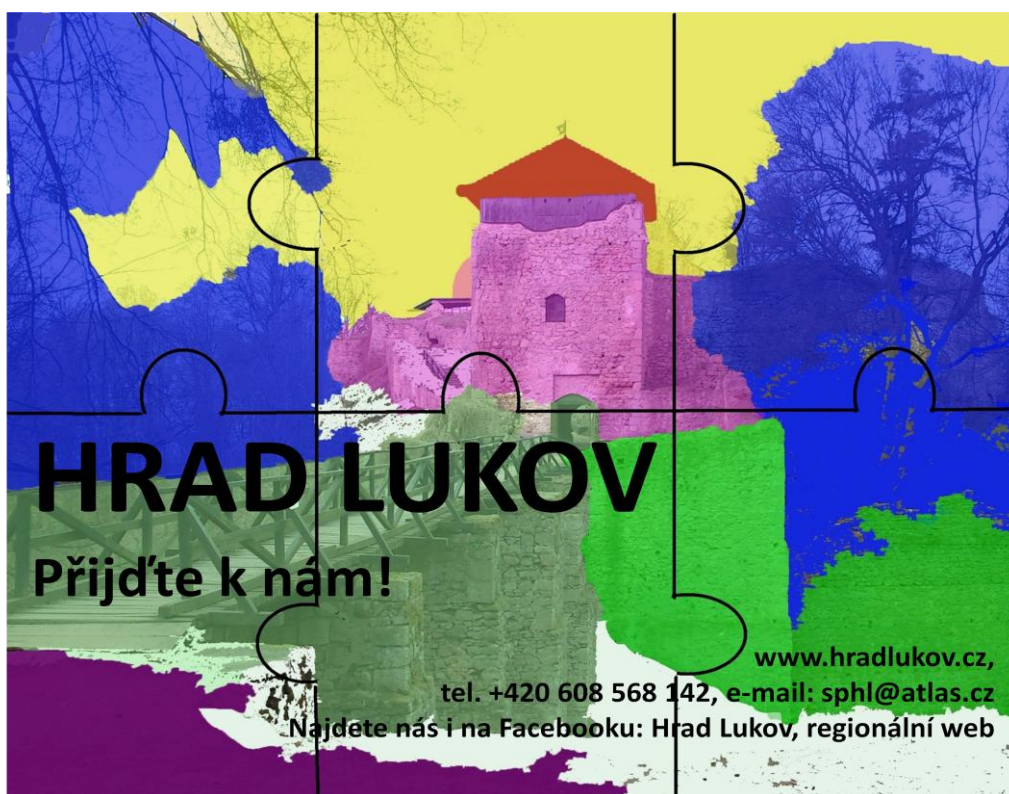 HRAD LUKOV
Přijďte k nám!
www.hradlukov.cz,
tel. +420 608 568 142, e-mail: sphl@atlas.cz
Najdete nás i na Facebooku: Hrad Lukov, regionální web